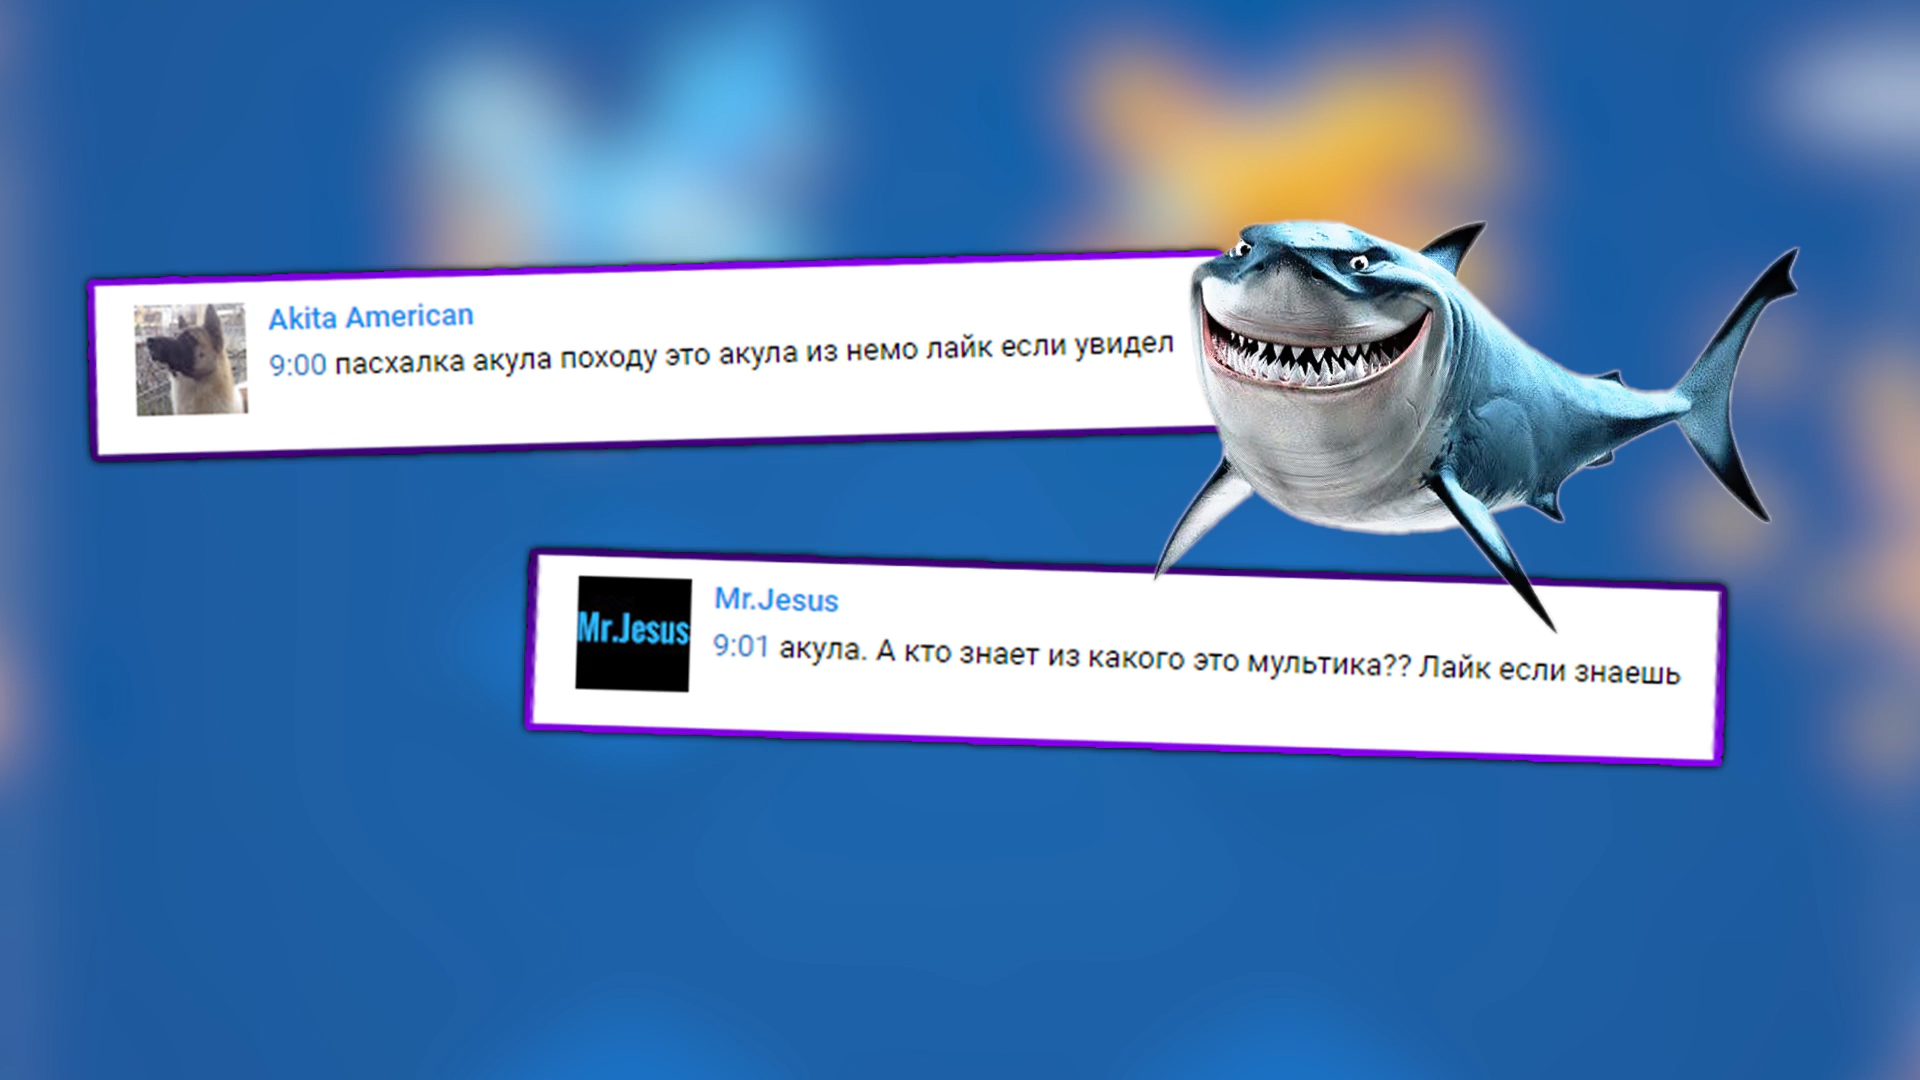 Akita American
9:00 пасхалка акула походу это акула из немо лайк если увидел
Mr.Jesus
Mr.Jesus
9:01 акула. А кто знает из какого это мультика?? Лайк если знаешь